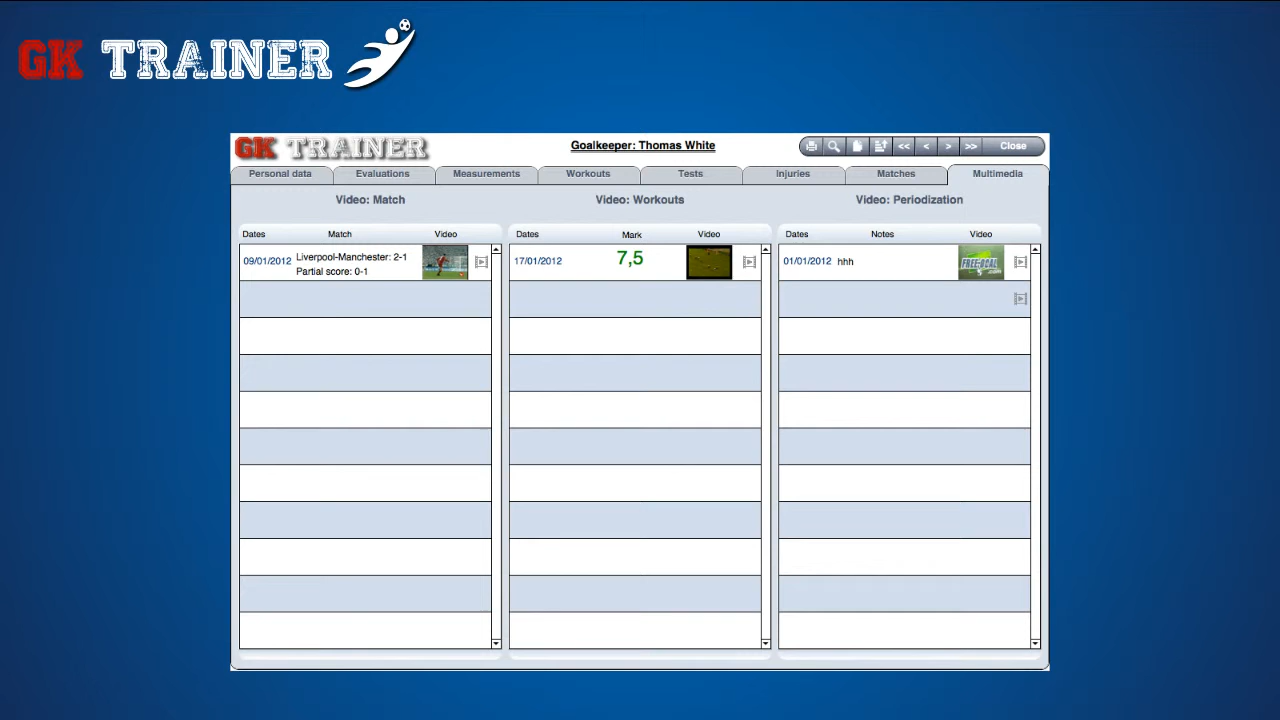 GK TRAINER
GK TRAINER
Goalkeeper: Thomas White
<< < > >> Close
Personal data Evaluations Measurements Workouts Tests Injuries Matches Multimedia
Video: Match Video: Workouts Video: Periodization
Dates Match Video Dates Mark Video Dates Notes Video
09/01/2012 Liverpool-Manchester: 2-1 17/01/2012 7,5 01/01/2012 hhh FREE-GOAL
Partial score: 0-1